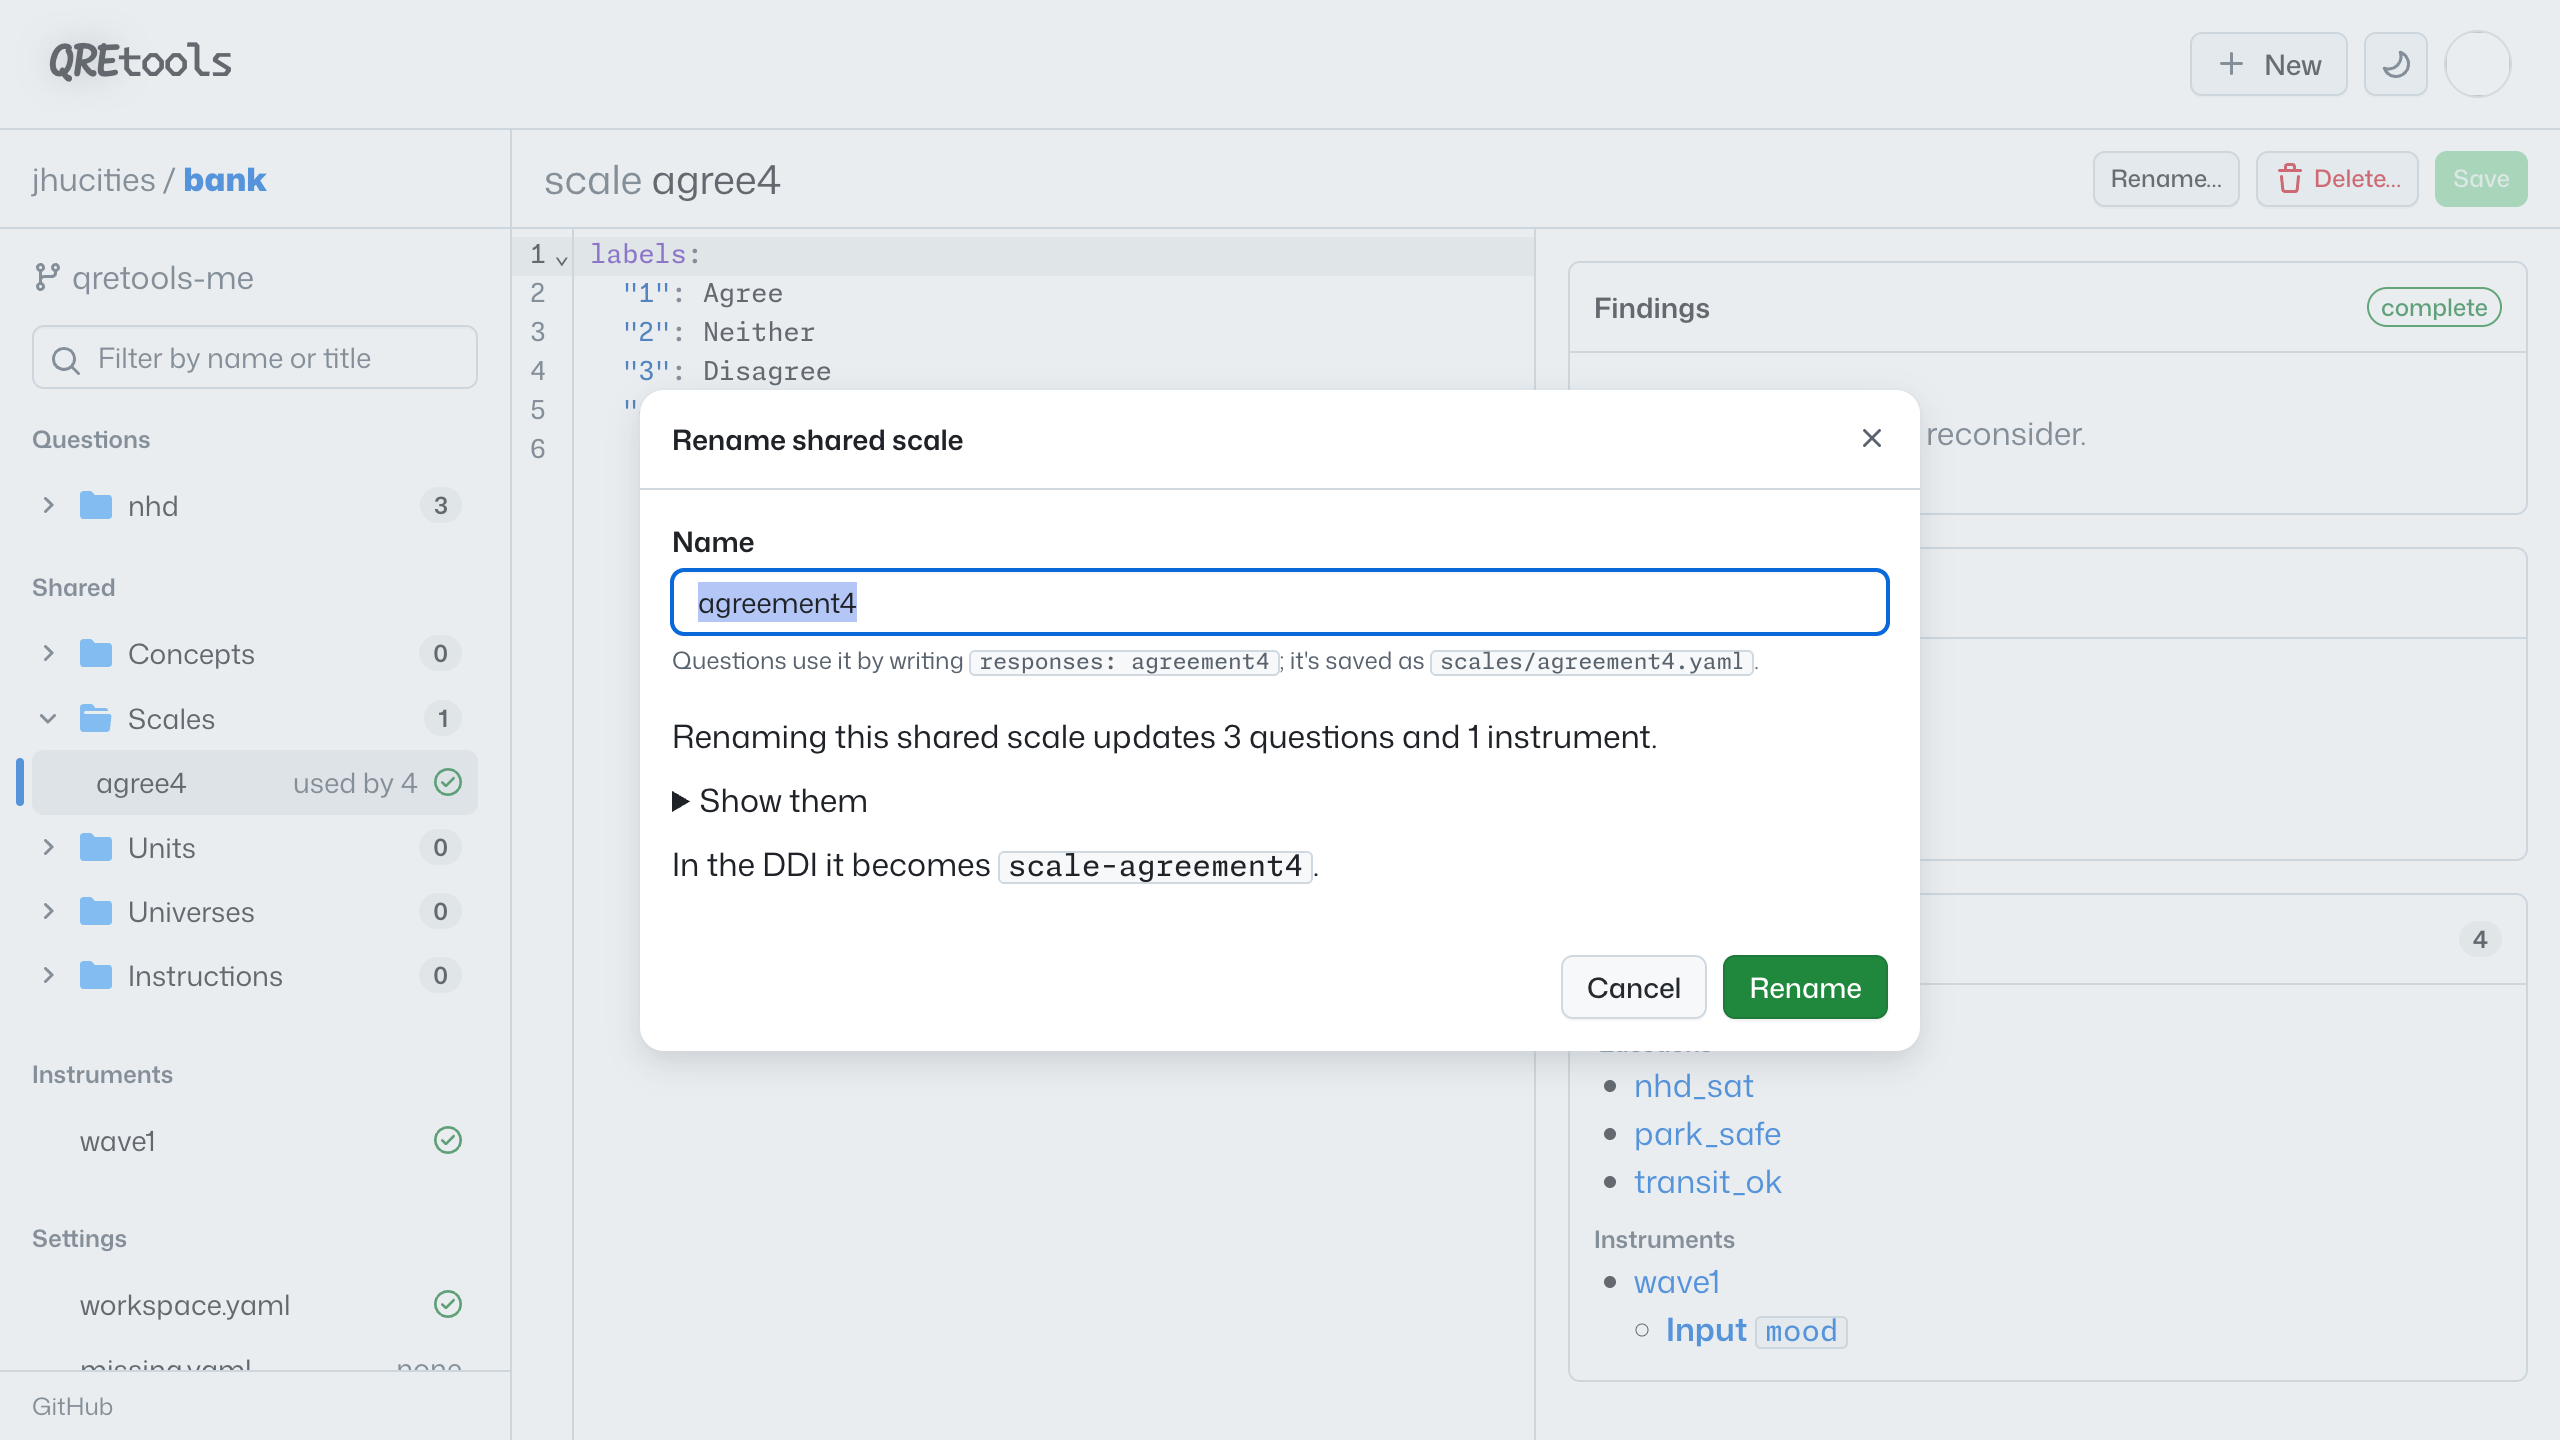 QREtools
New
jhucities / bank
scale agree4
Rename...
Delete...
Save
qretools-me
Filter by name or title
Questions
nhd 3
Shared
Concepts 0
Scales 1
agree4 used by 4
Units 0
Universes 0
Instructions 0
Instruments
wave1
Settings
workspace.yaml
missing.yaml none
GitHub
1 labels:
2 "1": Agree
3 "2": Neither
4 "3": Disagree
5 "
6
Findings complete
reconsider.
4
nhd_sat
park_safe
transit_ok
Instruments
wave1
Input mood
Rename shared scale
Name
agreement4
Questions use it by writing responses: agreement4; it's saved as scales/agreement4.yaml.
Renaming this shared scale updates 3 questions and 1 instrument.
Show them
In the DDI it becomes scale-agreement4.
Cancel
Rename